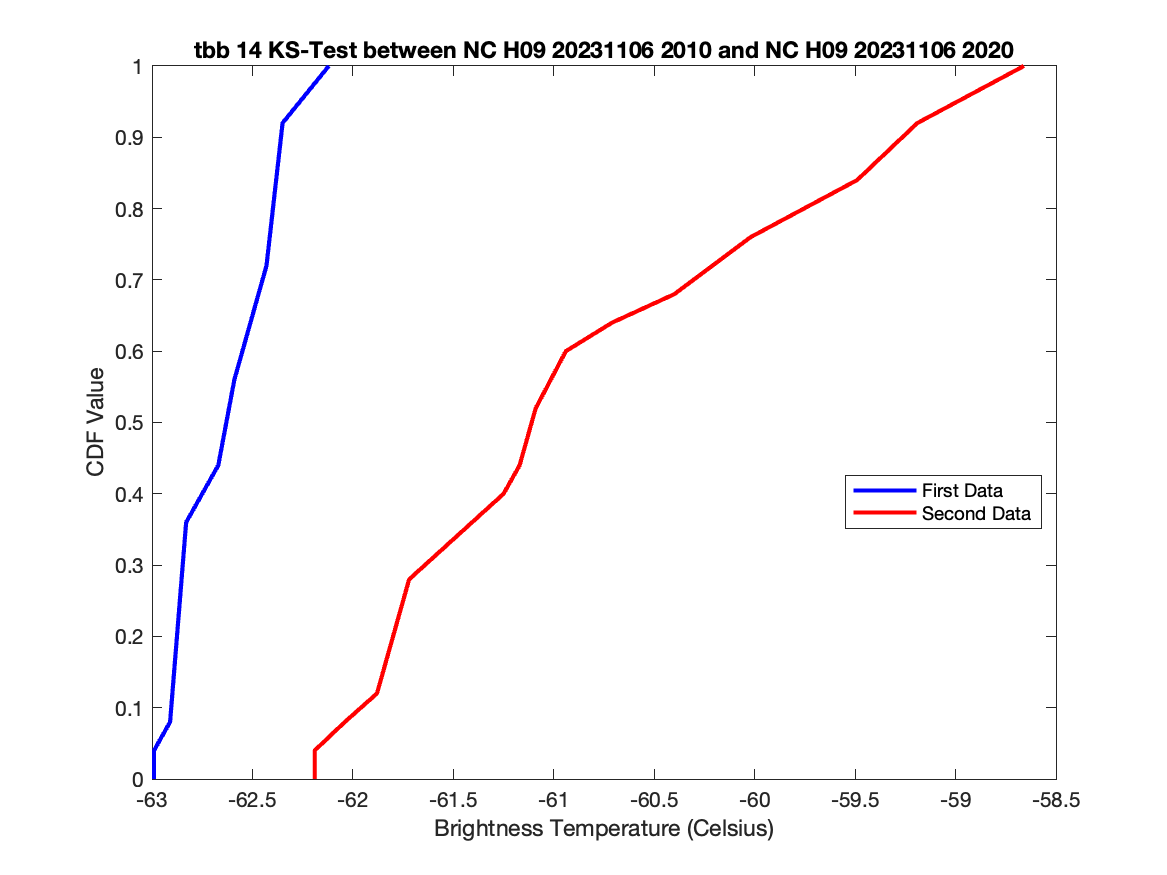 tbb 14 KS-Test between NC H09 20231106 2010 and NC H09 20231106 2020
1
0.9
0.8
0.7
0.6
0.5
0.4
0.3
0.2
0.1
0
CDF Value
First Data
Second Data
-63 -62.5 -62 -61.5 -61 -60.5 -60 -59.5 -59 -58.5
Brightness Temperature (Celsius)